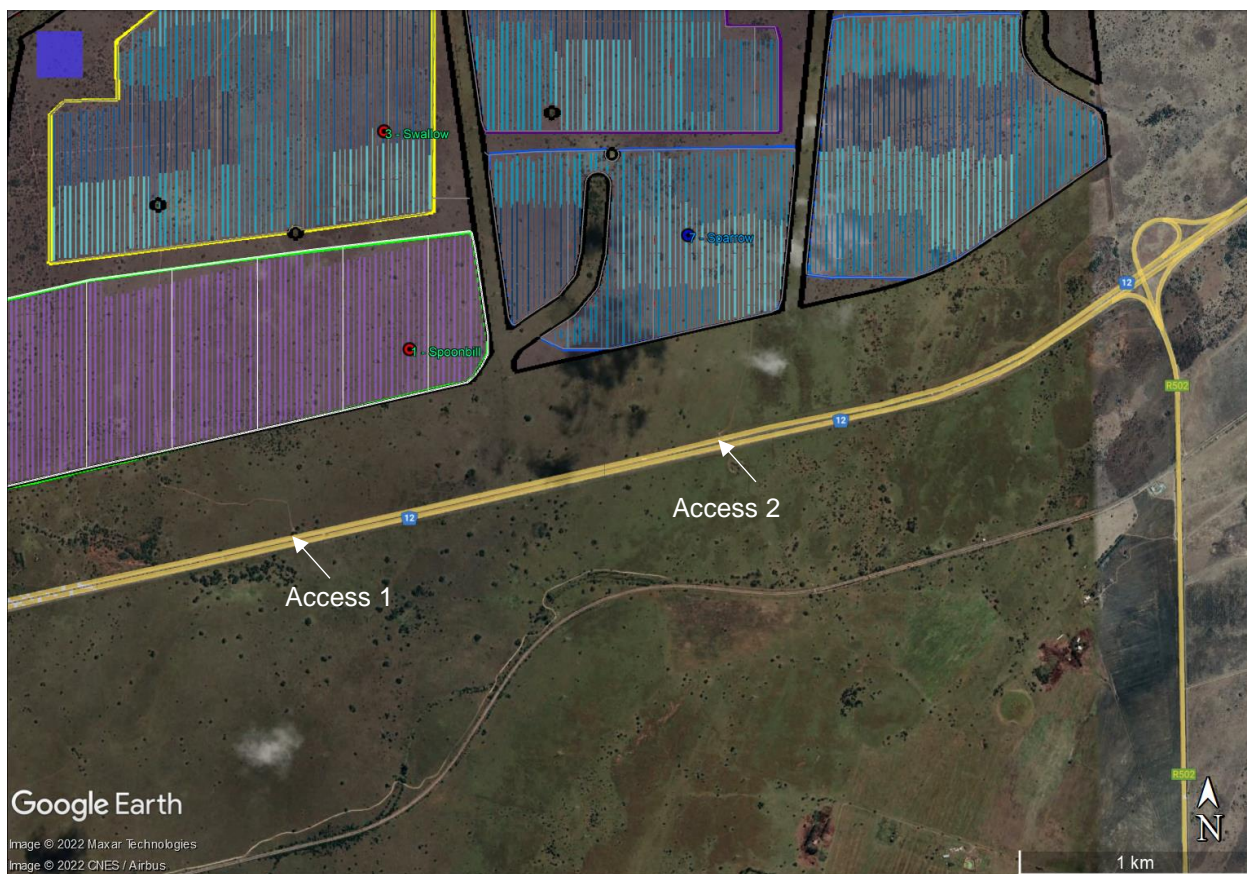 3 - Swallow
7 - Sparrow
12
1 - Spoonbill
R502
12
Access 2
12
Access 1
R502
Google Earth
N
Image © 2022 Maxar Technologies
Image © 2022 CNES / Airbus
1 km